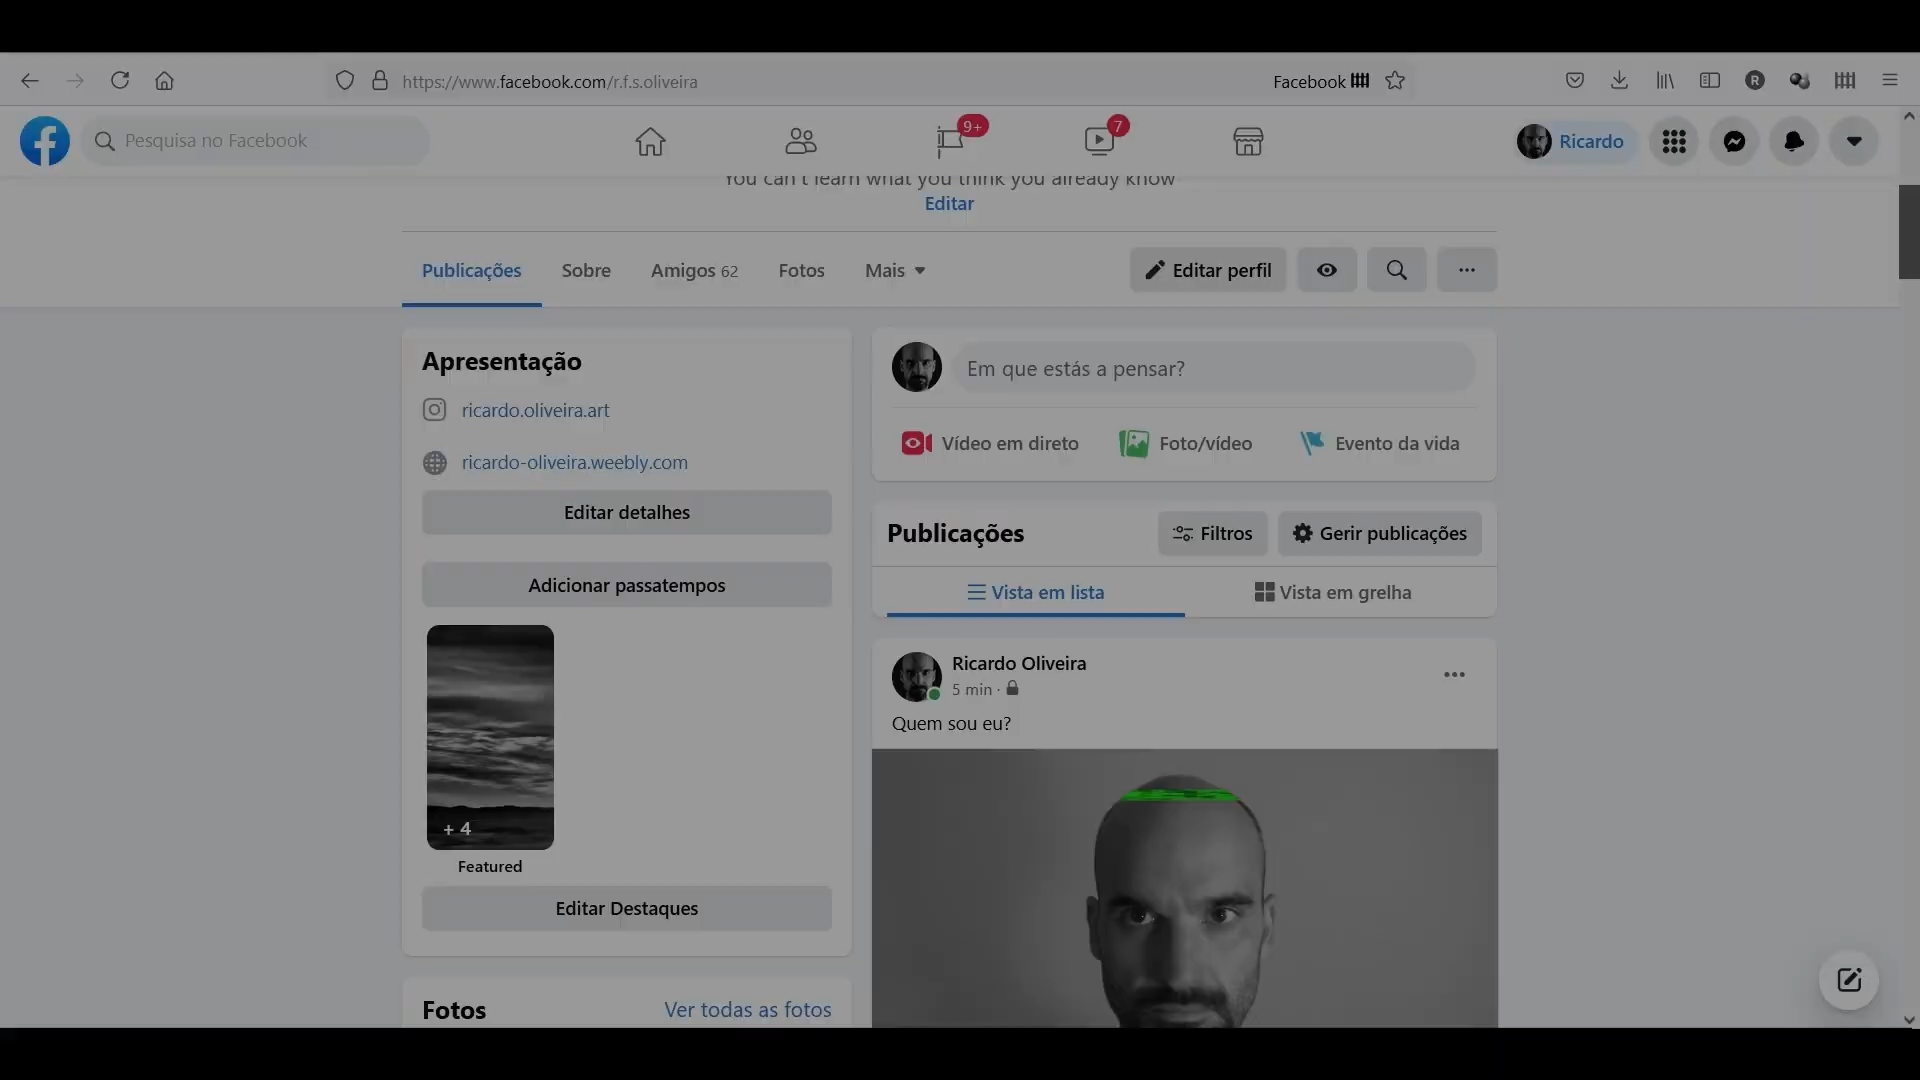 https://www.facebook.com/r.f.s.oliveira
Facebook
R
Pesquisa no Facebook
9+
7
Ricardo
You can't learn what you think you already know
Editar
Publicações
Sobre
Amigos 62
Fotos
Mais
Editar perfil
Apresentação
ricardo.oliveira.art
ricardo-oliveira.weebly.com
Editar detalhes
Adicionar passatempos
+ 4
Featured
Editar Destaques
Fotos
Ver todas as fotos
Em que estás a pensar?
Vídeo em direto
Foto/vídeo
Evento da vida
Publicações
Filtros
Gerir publicações
Vista em lista
Vista em grelha
Ricardo Oliveira
5 min ·
Quem sou eu?